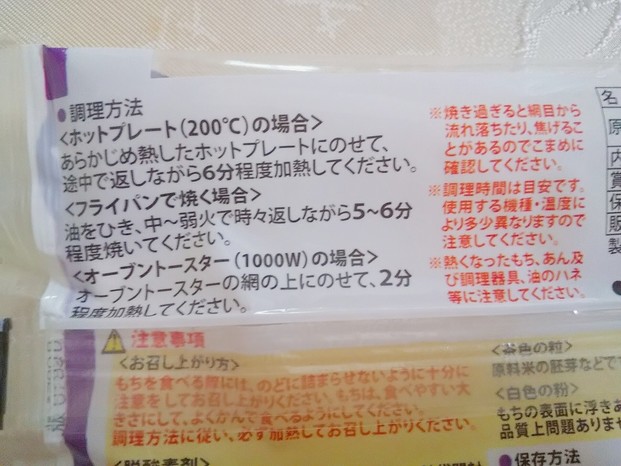 ●調理方法
<ホットプレート(200℃)の場合>
あらかじめ熱したホットプレートにのせて、
途中で返しながら6分程度加熱してください。
<フライパンで焼く場合>
油をひき、中〜弱火で時々返しながら5〜6分
程度焼いてください。
<オーブントースター(1000W)の場合>
オーブントースターの網の上にのせて、2分
程度加熱してください。
※焼き過ぎると網目から
流れ落ちたり、焦げるこ
とがあるのでこまめに
確認してください。
※調理時間は目安です。
使用する機種・温度に
より多少異なりますので
注意してください。
※熱くなったもち、あん及
び調理器具、油のハネ
等に注意してください。
名
原
内
賞
保
販
製
注意事項
<お召し上がり方>
もちを食べる際には、のどに詰まらせないように十分に
注意をしてお召し上がりください。もちは、食べやすい大
きさにして、よくかんで食べるようにしてください。
調理方法に従い、必ず加熱してお召し上がりください。
<脱酸素剤>
<茶色の粒>
原料米の胚芽などで
<白色の粉>
もちの表面に浮き
品質上問題ありませ
●保存方法